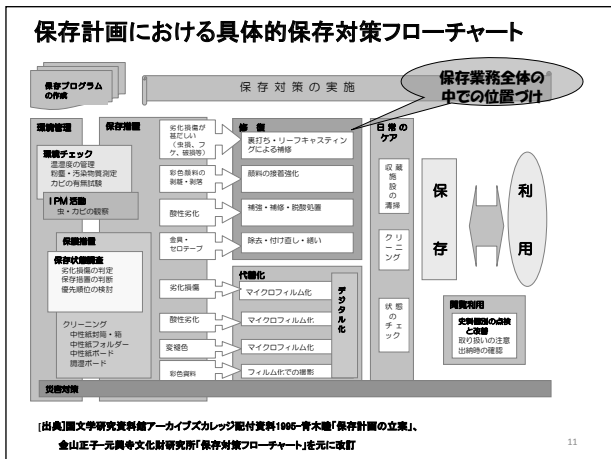 保存計画における具体的保存対策フローチャート
保存プログラム
の作成
保存対策の実施
保存業務全体の
中での位置づけ
環境管理
環境チェック
温湿度の管理
粉塵・汚染物質測定
カビの有無試験
IPM活動
虫・カビの観察
保存措置
保護措置
保存状態調査
劣化損傷の判定
保存措置の判断
優先順位の検討
クリーニング
中性紙封筒・箱
中性紙フォルダー
中性紙ボード
調湿ボード
劣化損傷が
甚だしい
(虫損、フ
ケ、破損等)
彩色顔料の
剥離・剥落
酸性劣化
金具・
セロテープ
劣化損傷
酸性劣化
変褪色
彩色資料
修復
裏打ち・リーフキャスティン
グによる補修
顔料の接着強化
補強・補修・脱酸処置
除去・付け直し・繕い
代替化
マイクロフィルム化
マイクロフィルム化
マイクロフィルム化
フィルム化での撮影
デジタル化
日常の
ケア
収蔵施設の清掃
クリーニング
状態のチェック
保存
利用
閲覧利用
史料個別の点検
と改善
取り扱いの注意
出納時の確認
災害対策
[出典]国文学研究資料館アーカイブズカレッジ配付資料1995-青木睦「保存計画の立案」、
金山正子-元興寺文化財研究所「保存対策フローチャート」を元に改訂
11